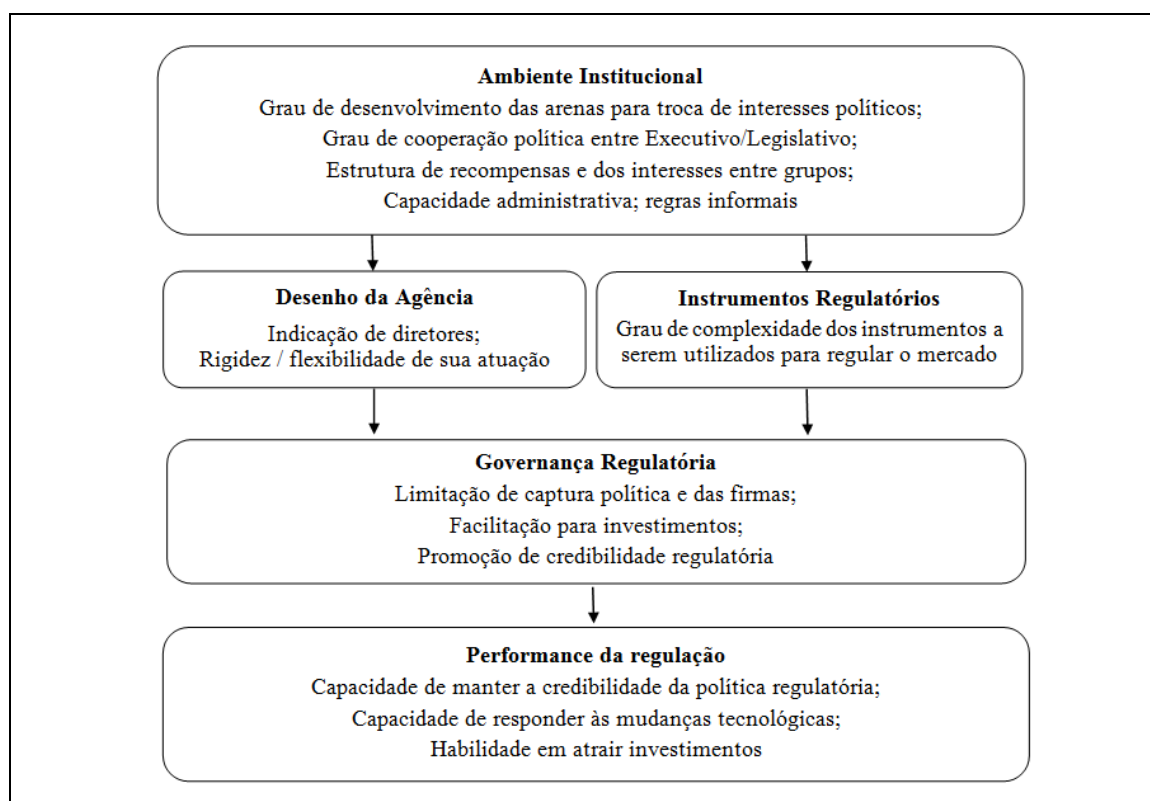 Ambiente Institucional
Grau de desenvolvimento das arenas para troca de interesses políticos;
Grau de cooperação política entre Executivo/Legislativo;
Estrutura de recompensas e dos interesses entre grupos;
Capacidade administrativa; regras informais
Desenho da Agência
Indicação de diretores;
Rigidez / flexibilidade de sua atuação
Instrumentos Regulatórios
Grau de complexidade dos instrumentos a
serem utilizados para regular o mercado
Governança Regulatória
Limitação de captura política e das firmas;
Facilitação para investimentos;
Promoção de credibilidade regulatória
Performance da regulação
Capacidade de manter a credibilidade da política regulatória;
Capacidade de responder às mudanças tecnológicas;
Habilidade em atrair investimentos